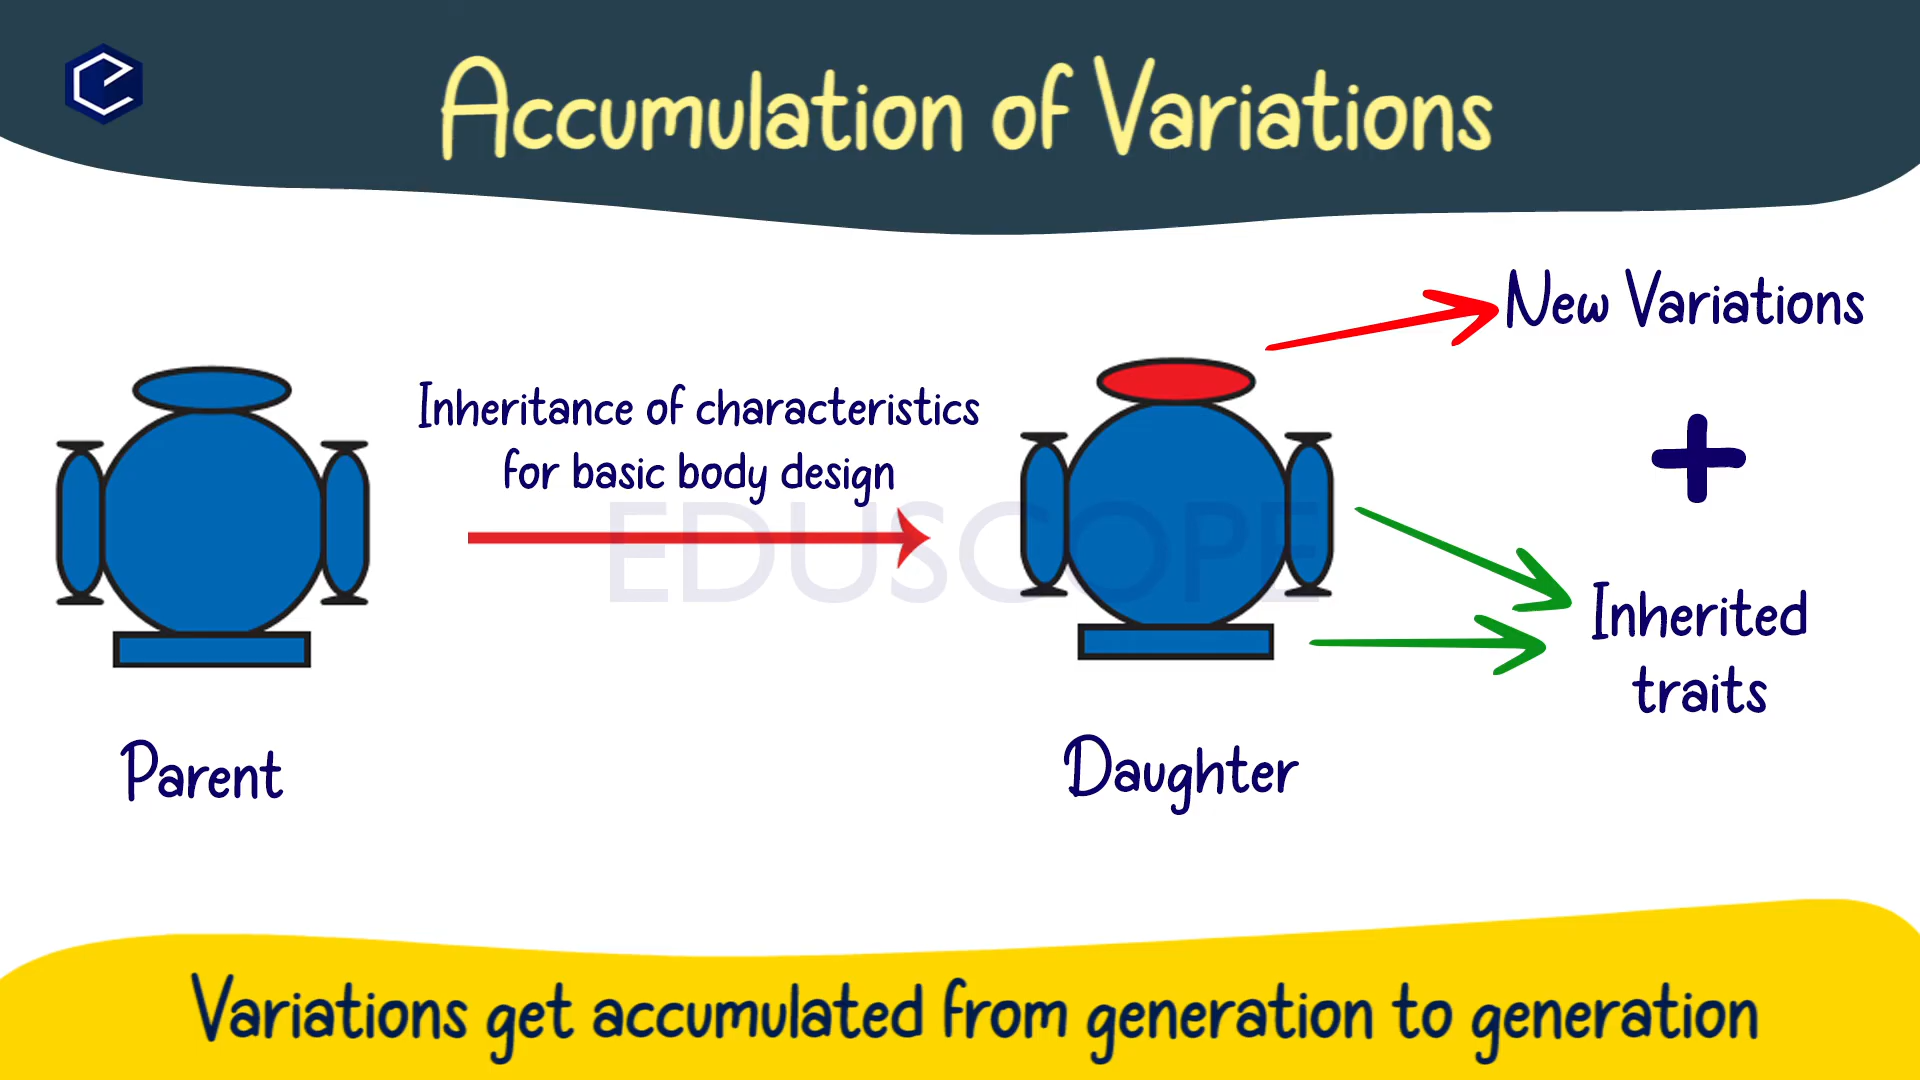 Accumulation of Variations
New Variations
Inheritance of characteristics
for basic body design
EDUSCOPE
Inherited
traits
Parent
Daughter
Variations get accumulated from generation to generation